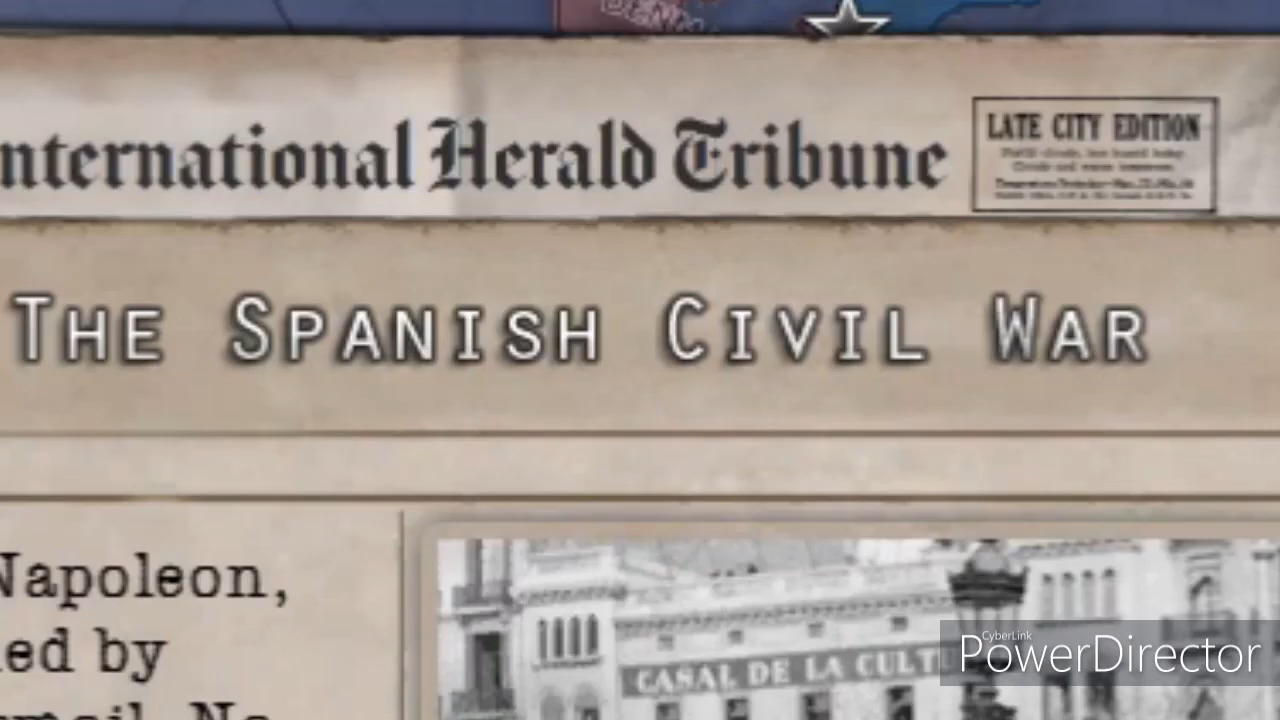 nternational Herald Tribune
LATE CITY EDITION
THE SPANISH CIVIL WAR
Napoleon,
ed by
CASAL DE LA CULT
CyberLink
PowerDirector